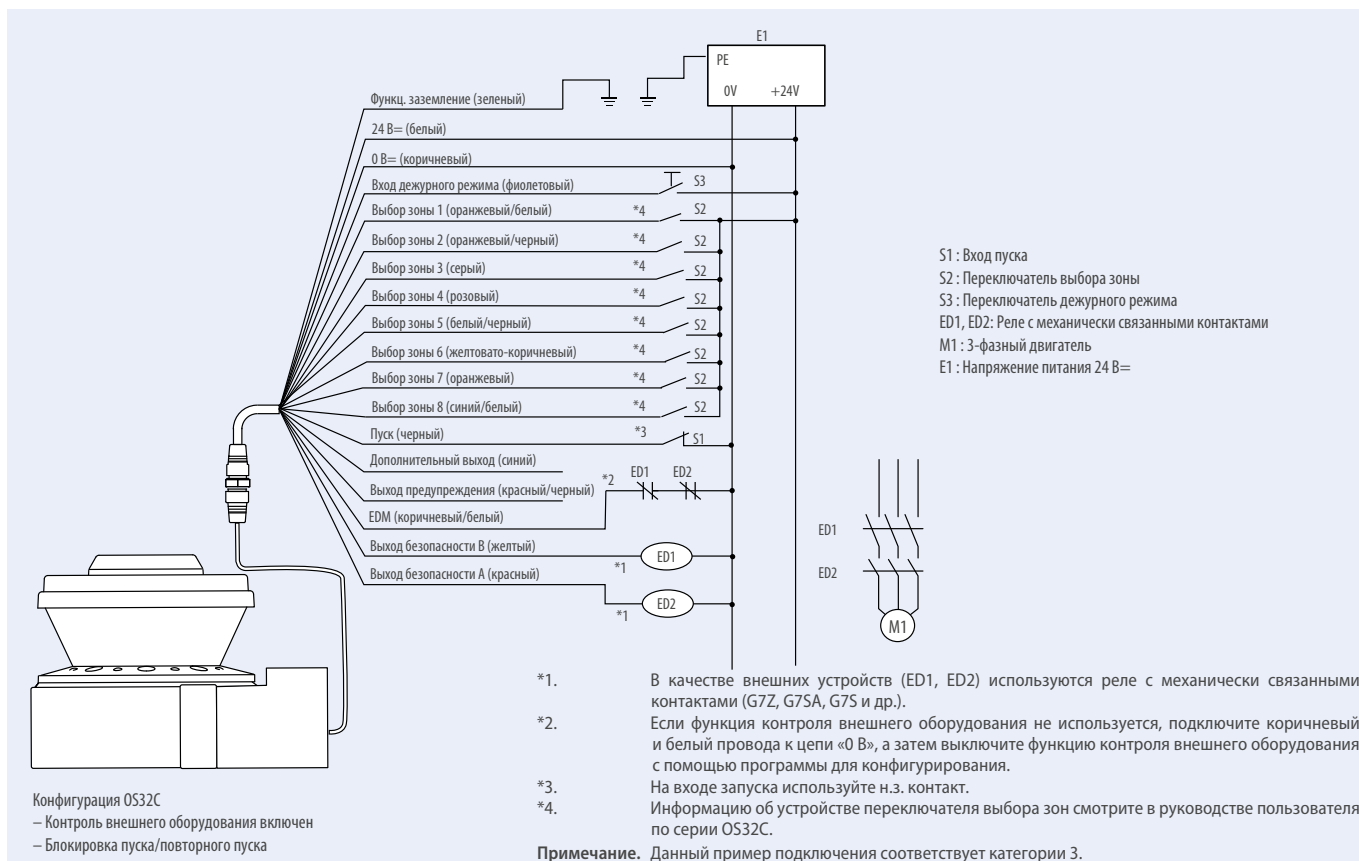 E1
PE
0V +24V
Функц. заземление (зеленый)
24 В= (белый)
0 В= (коричневый)
Вход дежурного режима (фиолетовый) S3
Выбор зоны 1 (оранжевый/белый) *4 S2
Выбор зоны 2 (оранжевый/черный) *4 S2
Выбор зоны 3 (серый) *4 S2
Выбор зоны 4 (розовый) *4 S2
Выбор зоны 5 (белый/черный) *4 S2
Выбор зоны 6 (желтовато-коричневый) *4 S2
Выбор зоны 7 (оранжевый) *4 S2
Выбор зоны 8 (синий/белый) *4 S2
Пуск (черный) *3 S1
Дополнительный выход (синий)
Выход предупреждения (красный/черный) *2 ED1 ED2
EDM (коричневый/белый)
Выход безопасности B (желтый) *1 ED1
Выход безопасности A (красный) *1 ED2
S1 : Вход пуска
S2 : Переключатель выбора зоны
S3 : Переключатель дежурного режима
ED1, ED2: Реле с механически связанными контактами
M1 : 3-фазный двигатель
E1 : Напряжение питания 24 В=
ED1
ED2
M1
*1. В качестве внешних устройств (ED1, ED2) используются реле с механически связанными
контактами (G7Z, G7SA, G7S и др.).
*2. Если функция контроля внешнего оборудования не используется, подключите коричневый
и белый провода к цепи «0 В», а затем выключите функцию контроля внешнего оборудования
с помощью программы для конфигурирования.
*3. На входе запуска используйте н.з. контакт.
*4. Информацию об устройстве переключателя выбора зон смотрите в руководстве пользователя
по серии OS32C.
Примечание. Данный пример подключения соответствует категории 3.
Конфигурация OS32C
– Контроль внешнего оборудования включен
– Блокировка пуска/повторного пуска